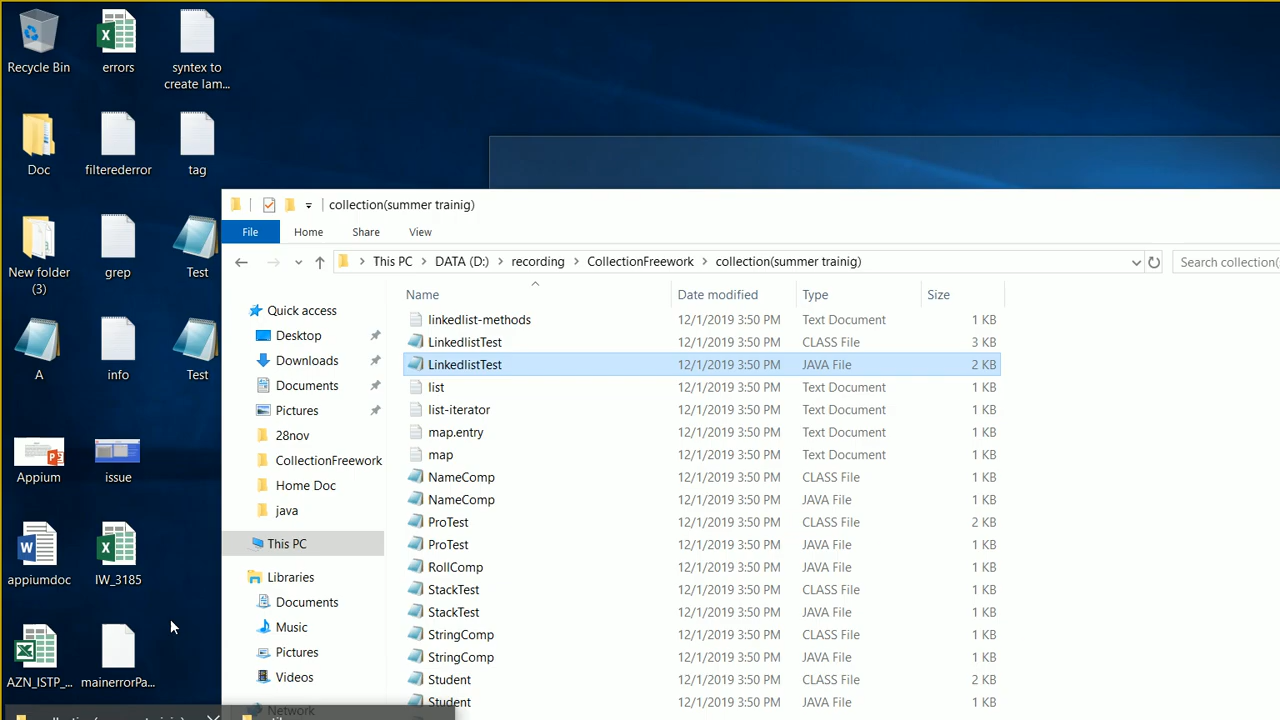 Recycle Bin
errors
syntex to
create lam...
Doc
filterederror
tag
New folder
(3)
grep
Test
A
info
Test
Appium
issue
appiumdoc
IW_3185
AZN_ISTP_...
mainerrorPa...
collection(summer trainig)
File
Home
Share
View
This PC
DATA (D:)
recording
CollectionFreework
collection(summer trainig)
Search collection(
Quick access
Desktop
Downloads
Documents
Pictures
28nov
CollectionFreework
Home Doc
java
This PC
Libraries
Documents
Music
Pictures
Videos
Network
Name Date modified Type Size
linkedlist-methods 12/1/2019 3:50 PM Text Document 1 KB
LinkedlistTest 12/1/2019 3:50 PM CLASS File 3 KB
LinkedlistTest 12/1/2019 3:50 PM JAVA File 2 KB
list 12/1/2019 3:50 PM Text Document 1 KB
list-iterator 12/1/2019 3:50 PM Text Document 1 KB
map.entry 12/1/2019 3:50 PM Text Document 1 KB
map 12/1/2019 3:50 PM Text Document 1 KB
NameComp 12/1/2019 3:50 PM CLASS File 1 KB
NameComp 12/1/2019 3:50 PM JAVA File 1 KB
ProTest 12/1/2019 3:50 PM CLASS File 2 KB
ProTest 12/1/2019 3:50 PM JAVA File 1 KB
RollComp 12/1/2019 3:50 PM JAVA File 1 KB
StackTest 12/1/2019 3:50 PM CLASS File 1 KB
StackTest 12/1/2019 3:50 PM JAVA File 1 KB
StringComp 12/1/2019 3:50 PM CLASS File 1 KB
StringComp 12/1/2019 3:50 PM JAVA File 1 KB
Student 12/1/2019 3:50 PM CLASS File 2 KB
Student 12/1/2019 3:50 PM JAVA File 1 KB